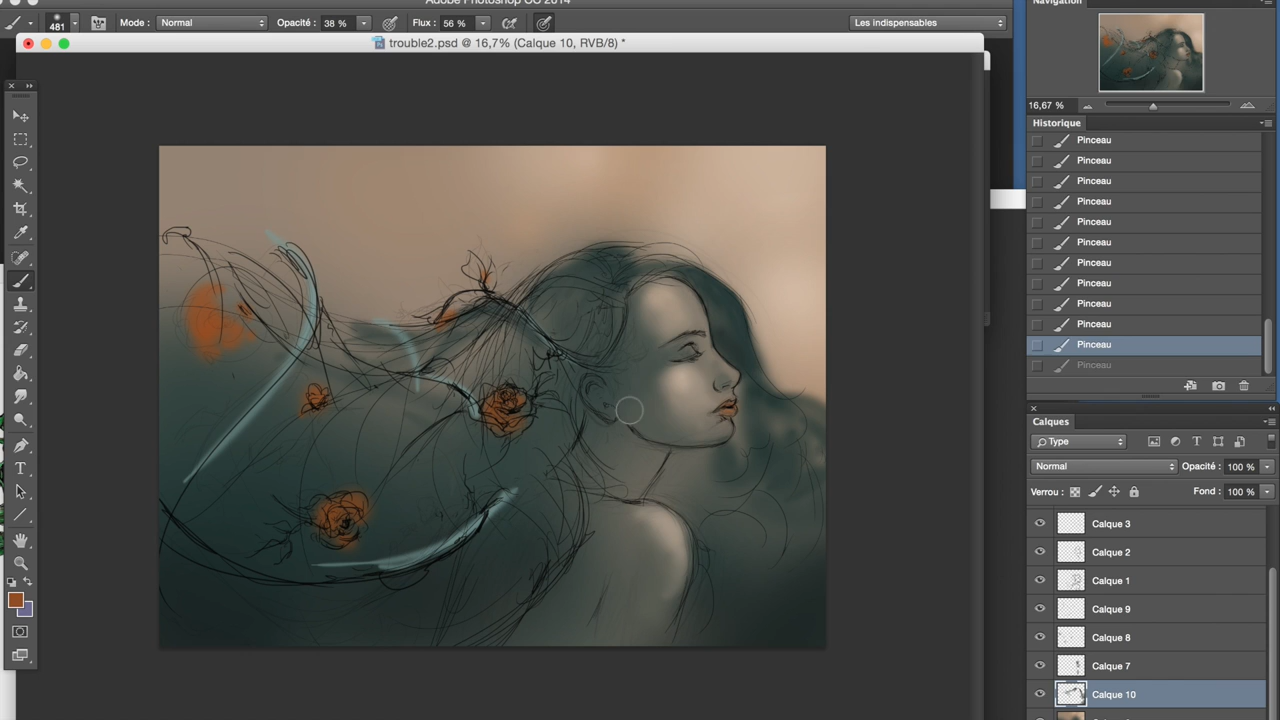 Adobe Photoshop CC 2014
481 Mode : Normal Opacité : 38 % Flux : 56 % Les indispensables
Navigation
trouble2.psd @ 16,7% (Calque 10, RVB/8) *
16,67 %
Historique
Pinceau
Pinceau
Pinceau
Pinceau
Pinceau
Pinceau
Pinceau
Pinceau
Pinceau
Pinceau
Pinceau
Pinceau
Calques
Type
Normal Opacité : 100 %
Verrou : Fond : 100 %
Calque 3
Calque 2
Calque 1
Calque 9
Calque 8
Calque 7
Calque 10